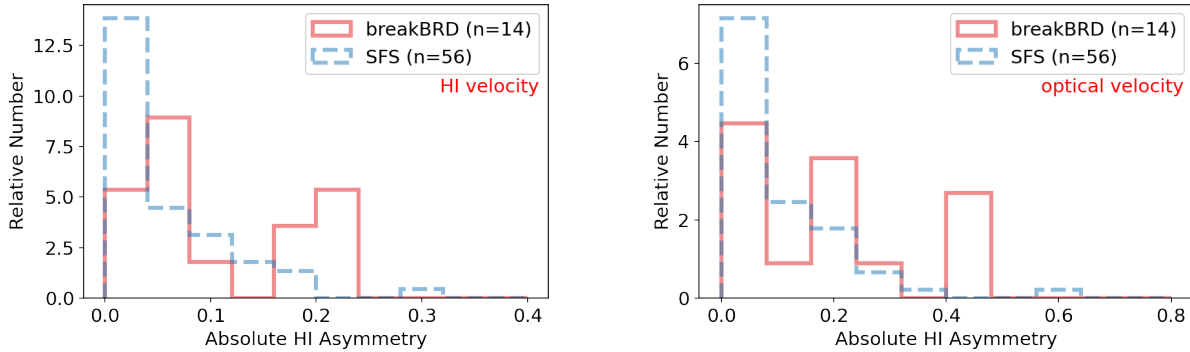 breakBRD (n=14)
SFS (n=56)
HI velocity
Relative Number
12.5
10.0
7.5
5.0
2.5
0.0
0.0 0.1 0.2 0.3 0.4
Absolute HI Asymmetry
breakBRD (n=14)
SFS (n=56)
optical velocity
Relative Number
6
4
2
0
0.0 0.2 0.4 0.6 0.8
Absolute HI Asymmetry